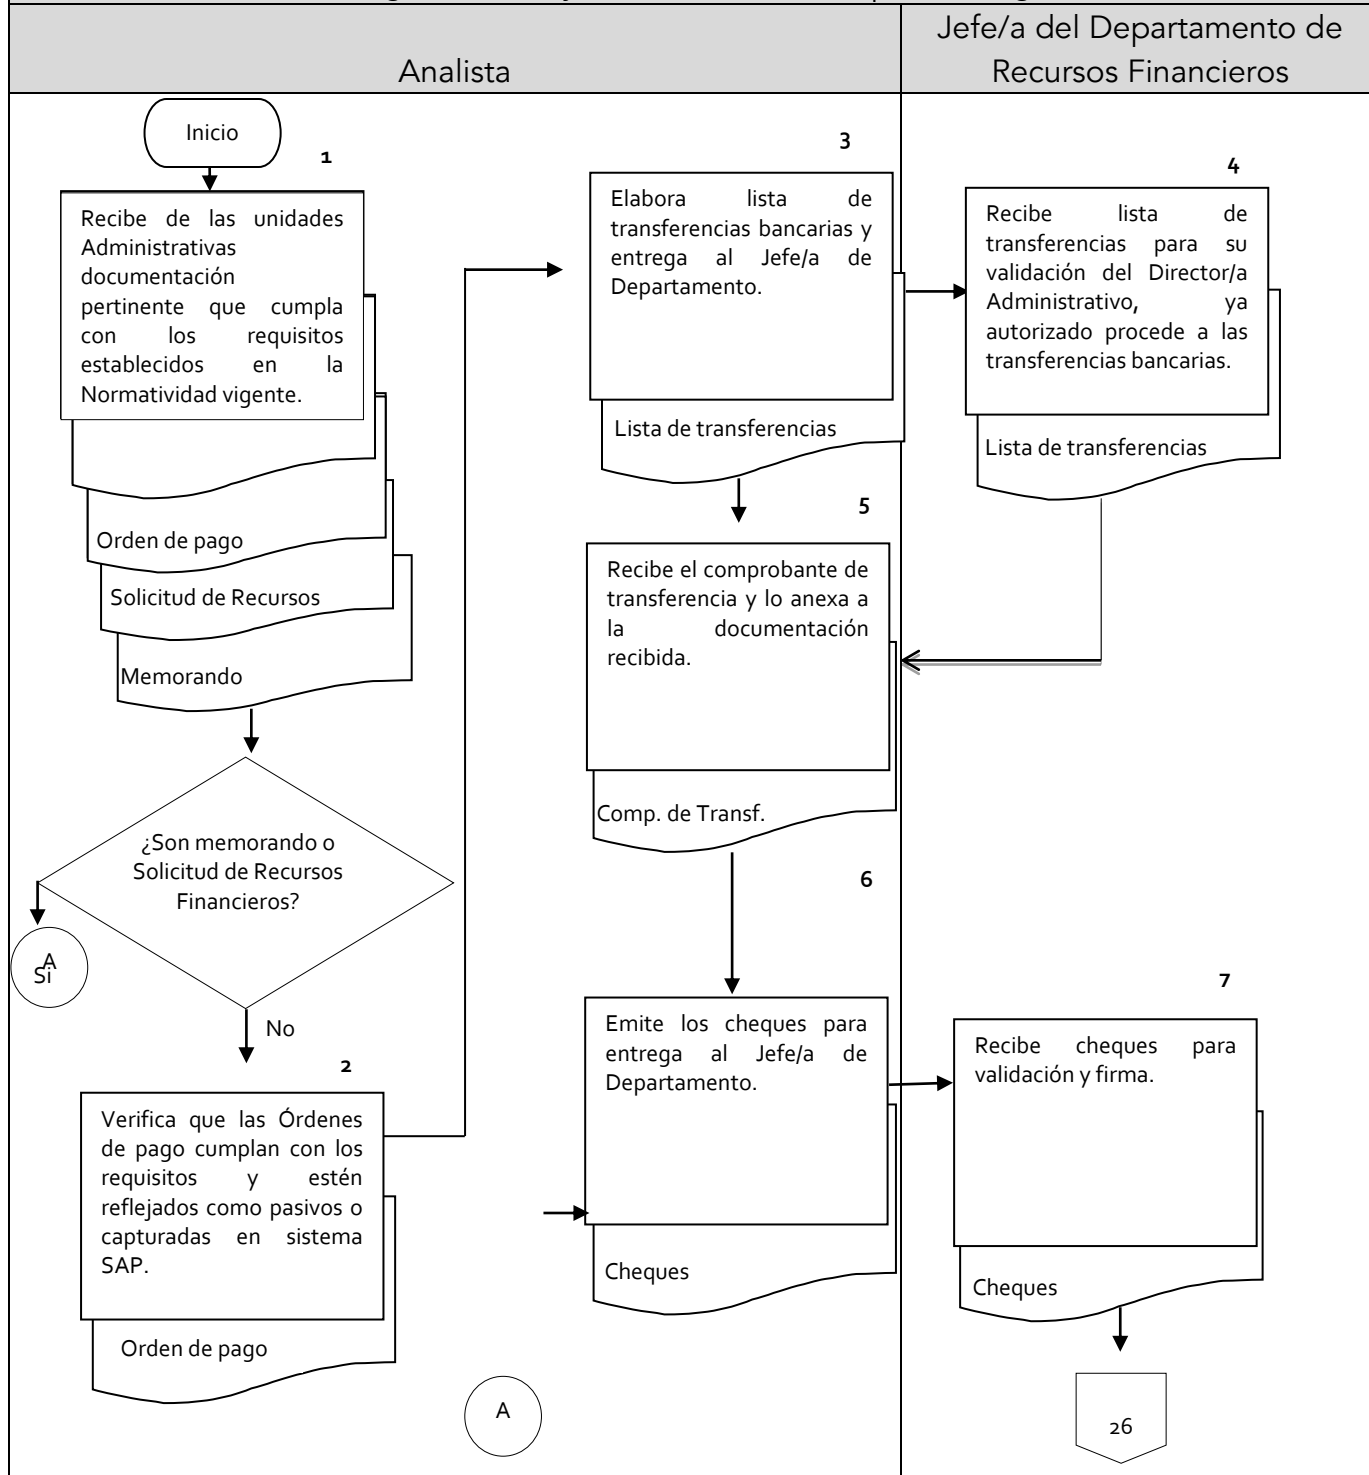 Analista
Jefe/a del Departamento de
Recursos Financieros
Inicio
1
Recibe de las unidades
Administrativas
documentación
pertinente que cumpla
con los requisitos
establecidos en la
Normatividad vigente.
Orden de pago
Solicitud de Recursos
Memorando
¿Son memorando o
Solicitud de Recursos
Financieros?
A
Sí
No
2
Verifica que las Órdenes
de pago cumplan con los
requisitos y estén
reflejados como pasivos o
capturadas en sistema
SAP.
Orden de pago
3
Elabora lista de
transferencias bancarias y
entrega al Jefe/a de
Departamento.
Lista de transferencias
4
Recibe lista de
transferencias para su
validación del Director/a
Administrativo, ya
autorizado procede a las
transferencias bancarias.
Lista de transferencias
5
Recibe el comprobante de
transferencia y lo anexa a
la documentación
recibida.
Comp. de Transf.
6
Emite los cheques para
entrega al Jefe/a de
Departamento.
Cheques
A
7
Recibe cheques para
validación y firma.
Cheques
26